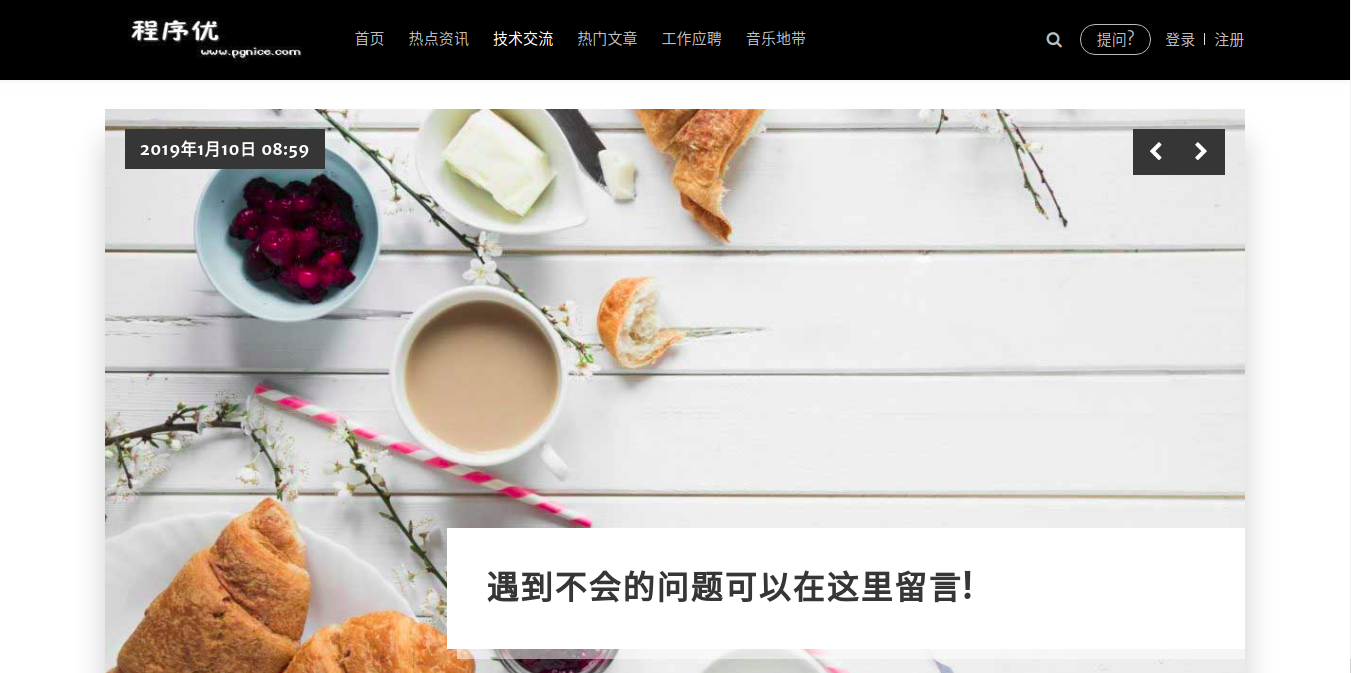 程序优
www.pgnice.com
首页 热点资讯 技术交流 热门文章 工作应聘 音乐地带
提问? 登录 注册
2019年1月10日 08:59
遇到不会的问题可以在这里留言!